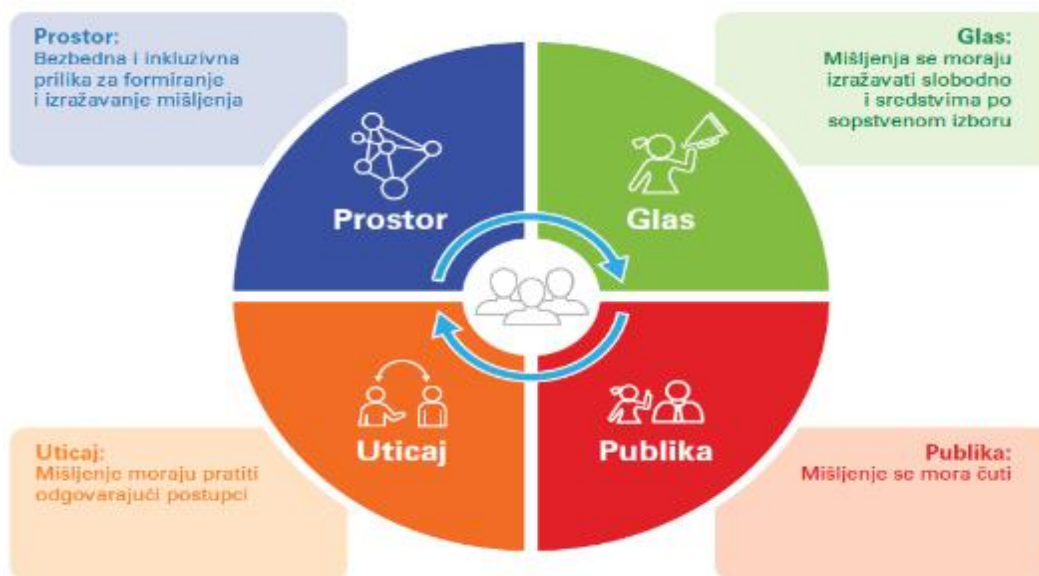 Prostor:
Bezbedna i inkluzivna
prilika za formiranje
i izražavanje mišljenja
Glas:
Mišljenja se moraju
izražavati slobodno
i sredstvima po
sopstvenom izboru
Prostor
Glas
Uticaj
Publika
Uticaj:
Mišljenje moraju pratiti
odgovarajući postupci
Publika:
Mišljenje se mora čuti